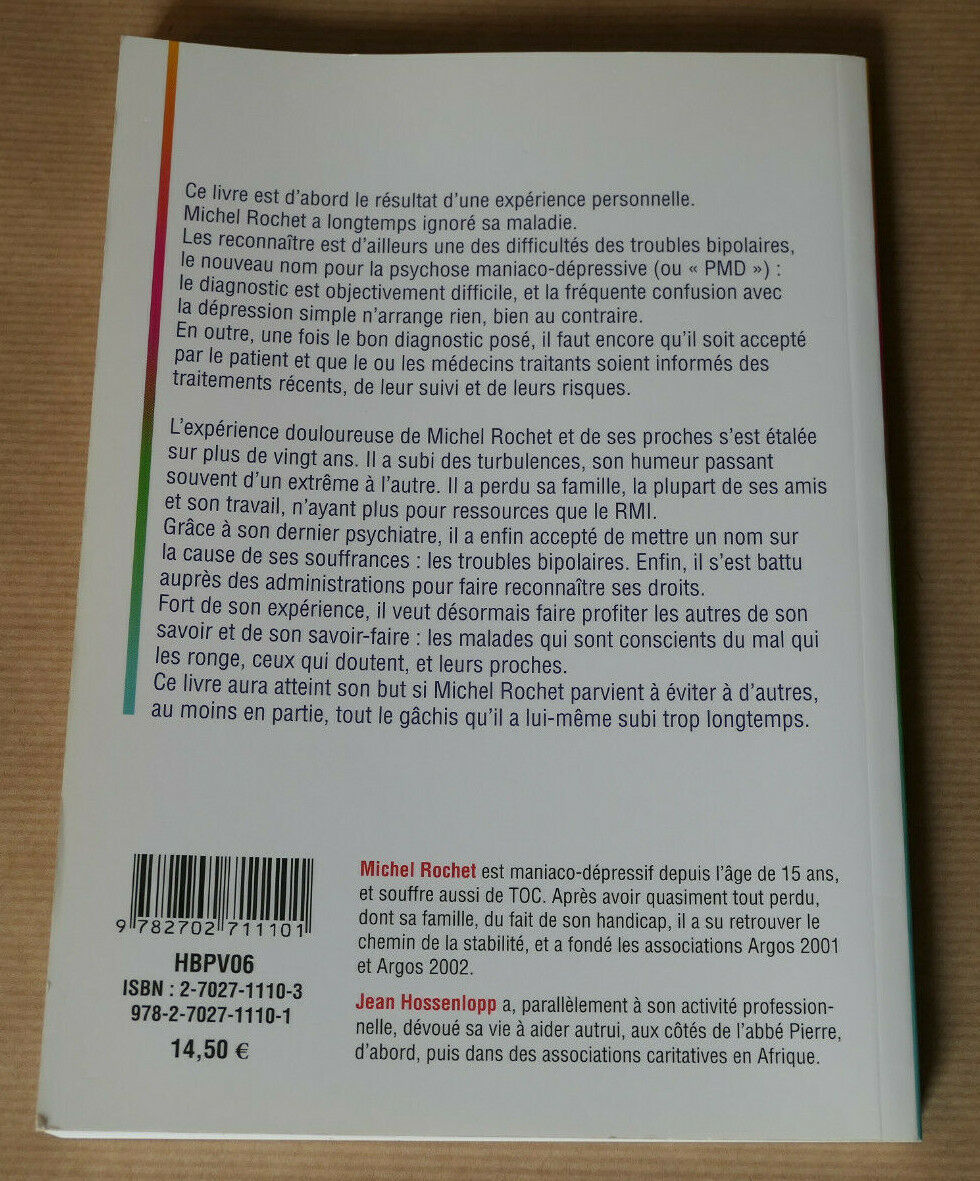 Ce livre est d'abord le résultat d'une expérience personnelle.
Michel Rochet a longtemps ignoré sa maladie.
Les reconnaître est d'ailleurs une des difficultés des troubles bipolaires,
le nouveau nom pour la psychose maniaco-dépressive (ou « PMD ») :
le diagnostic est objectivement difficile, et la fréquente confusion avec
la dépression simple n'arrange rien, bien au contraire.
En outre, une fois le bon diagnostic posé, il faut encore qu'il soit accepté
par le patient et que le ou les médecins traitants soient informés des
traitements récents, de leur suivi et de leurs risques.
L'expérience douloureuse de Michel Rochet et de ses proches s'est étalée
sur plus de vingt ans. Il a subi des turbulences, son humeur passant
souvent d'un extrême à l'autre. Il a perdu sa famille, la plupart de ses amis
et son travail, n'ayant plus pour ressources que le RMI.
Grâce à son dernier psychiatre, il a enfin accepté de mettre un nom sur
la cause de ses souffrances : les troubles bipolaires. Enfin, il s'est battu
auprès des administrations pour faire reconnaître ses droits.
Fort de son expérience, il veut désormais faire profiter les autres de son
savoir et de son savoir-faire : les malades qui sont conscients du mal qui
les ronge, ceux qui doutent, et leurs proches.
Ce livre aura atteint son but si Michel Rochet parvient à éviter à d'autres,
au moins en partie, tout le gâchis qu'il a lui-même subi trop longtemps.
9 782702 711101
HBPV06
ISBN : 2-7027-1110-3
978-2-7027-1110-1
14,50 €
Michel Rochet est maniaco-dépressif depuis l'âge de 15 ans,
et souffre aussi de TOC. Après avoir quasiment tout perdu,
dont sa famille, du fait de son handicap, il a su retrouver le
chemin de la stabilité, et a fondé les associations Argos 2001
et Argos 2002.
Jean Hossenlopp a, parallèlement à son activité profession-
nelle, dévoué sa vie à aider autrui, aux côtés de l'abbé Pierre,
d'abord, puis dans des associations caritatives en Afrique.